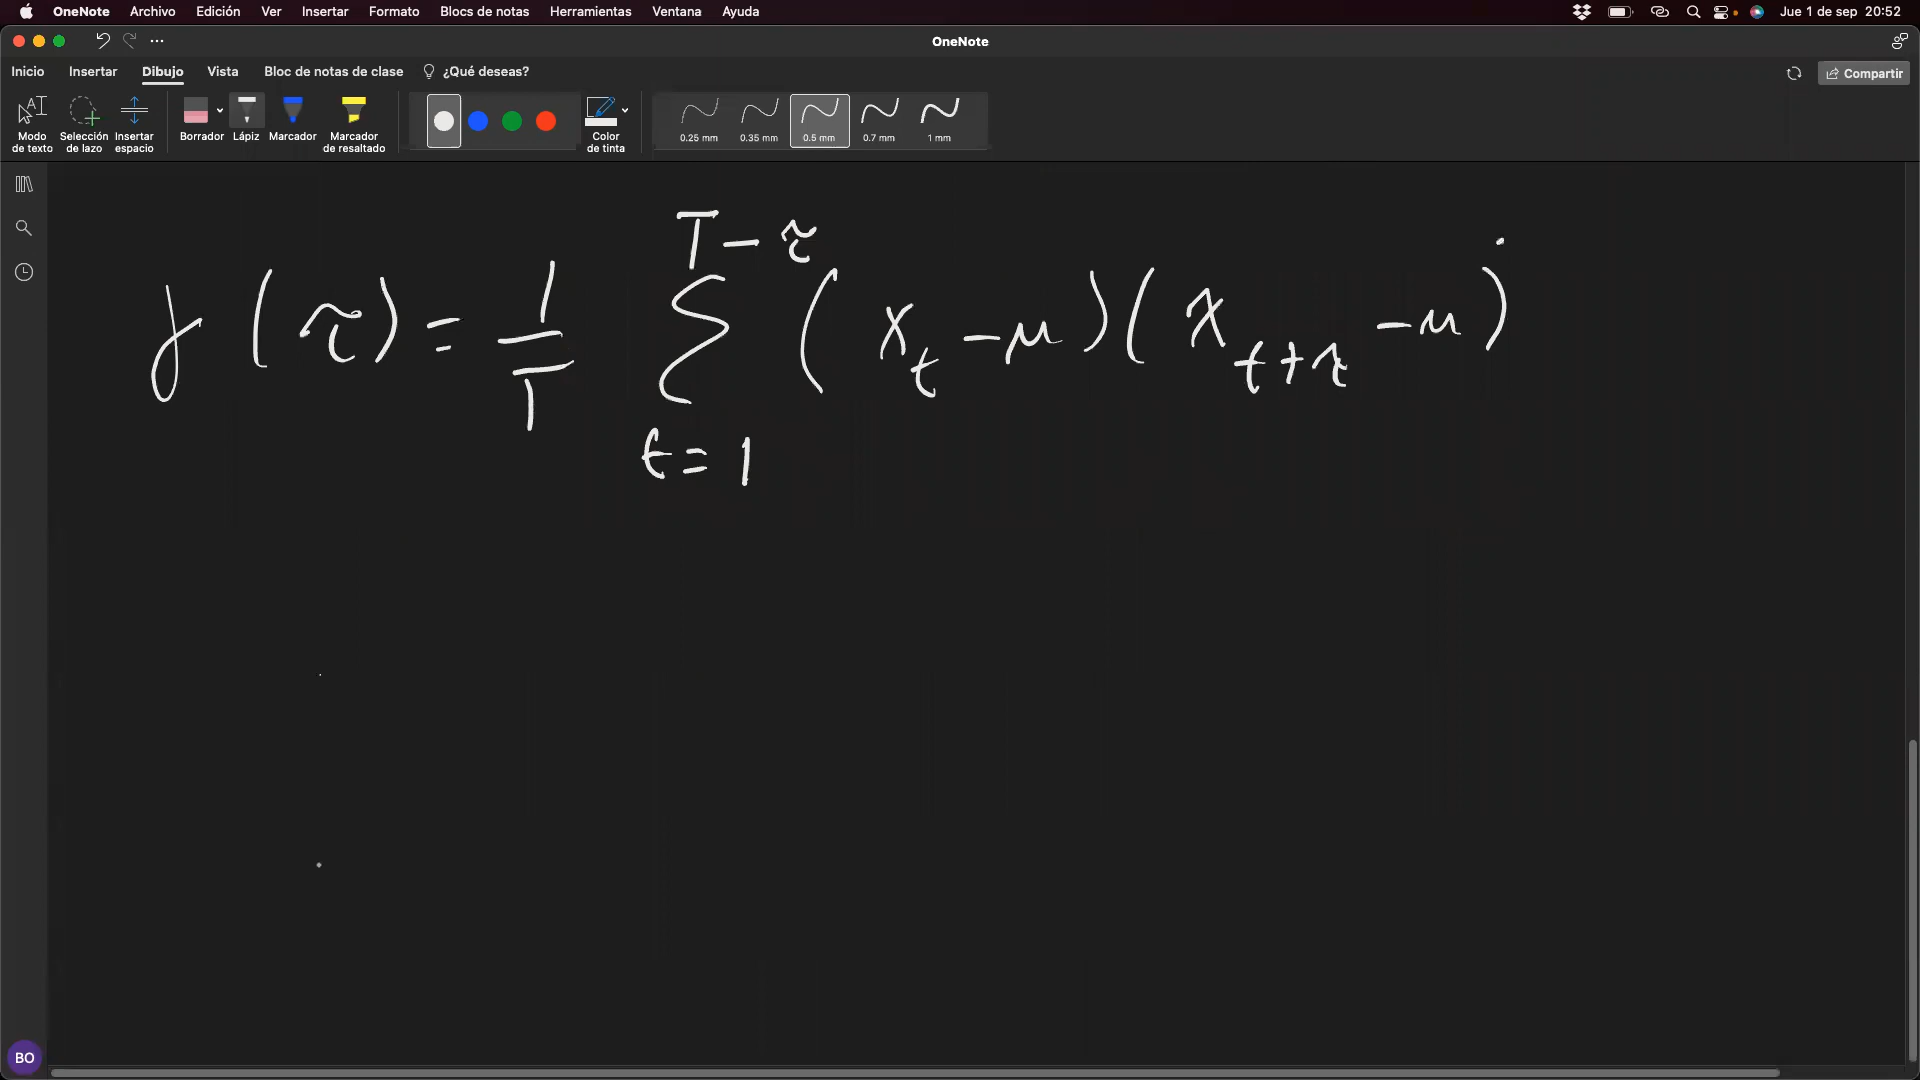 OneNote Archivo Edición Ver Insertar Formato Blocs de notas Herramientas Ventana Ayuda Jue 1 de sep 20:52
OneNote
Inicio Insertar Dibujo Vista Bloc de notas de clase ¿Qué deseas? Compartir
Modo de texto
Selección de lazo
Insertar espacio
Borrador
Lápiz
Marcador
Marcador de resaltado
Color de tinta
0.25 mm 0.35 mm 0.5 mm 0.7 mm 1 mm
T - τ
γ(τ) = 1/T Σ (x_t - μ)(x_{t+τ} - μ)
t = 1
BO